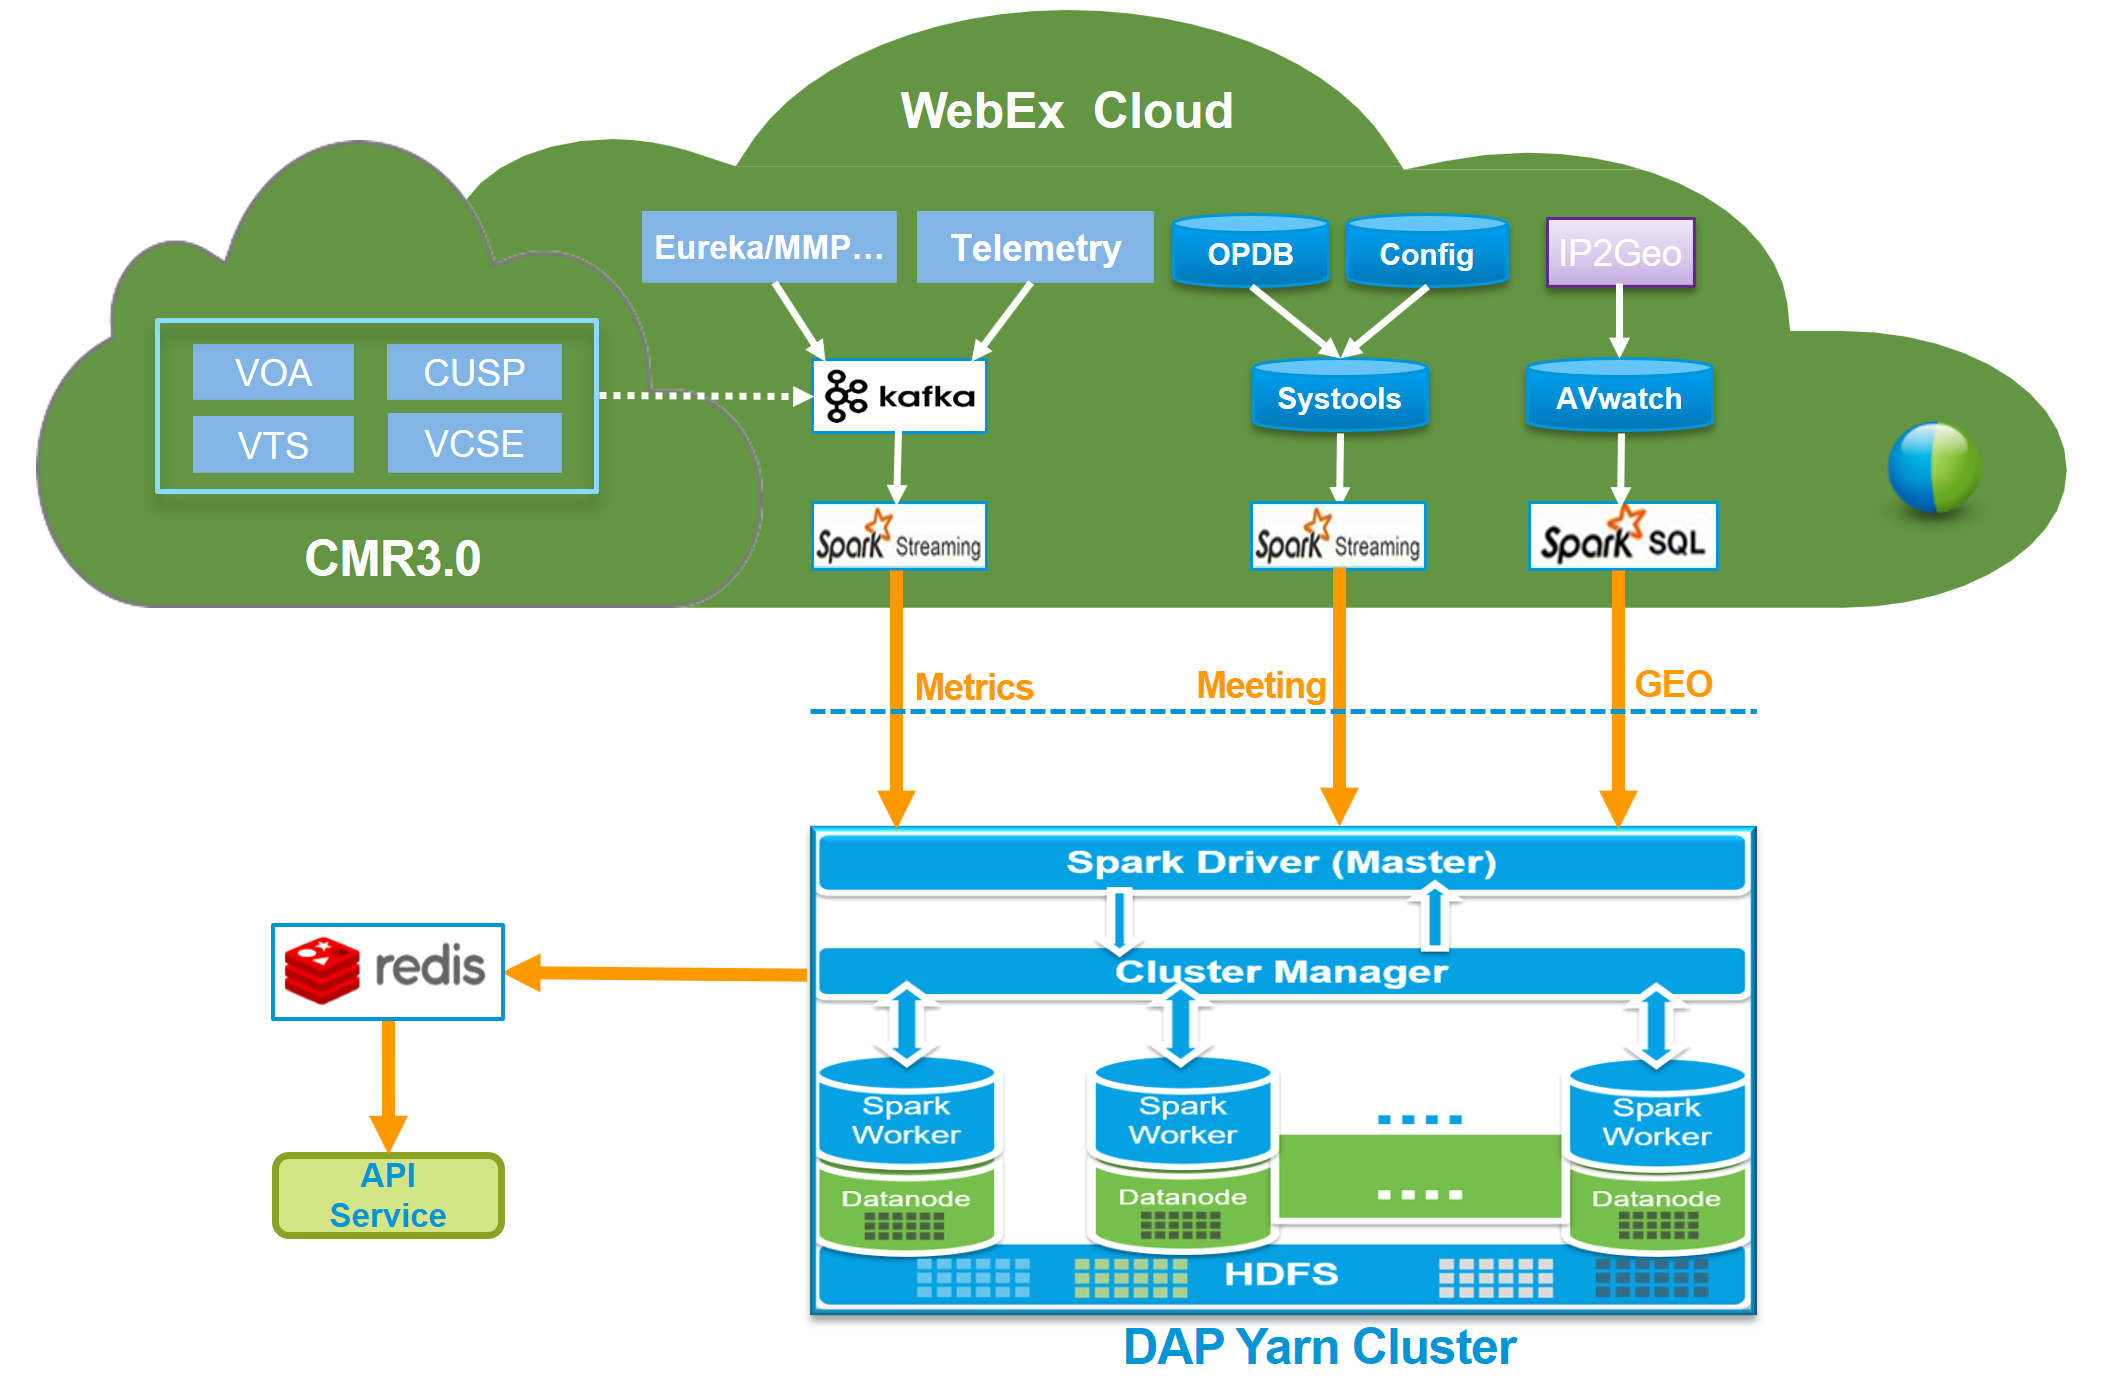 WebEx Cloud
Eureka/MMP...
Telemetry
OPDB
Config
IP2Geo
VOA
CUSP
VTS
VCSE
CMR3.0
kafka
Systools
AVwatch
Spark Streaming
Spark Streaming
Spark SQL
Metrics
Meeting
GEO
Spark Driver (Master)
Cluster Manager
redis
Spark
Worker
Spark
Worker
Spark
Worker
Datanode
Datanode
Datanode
API
Service
HDFS
DAP Yarn Cluster